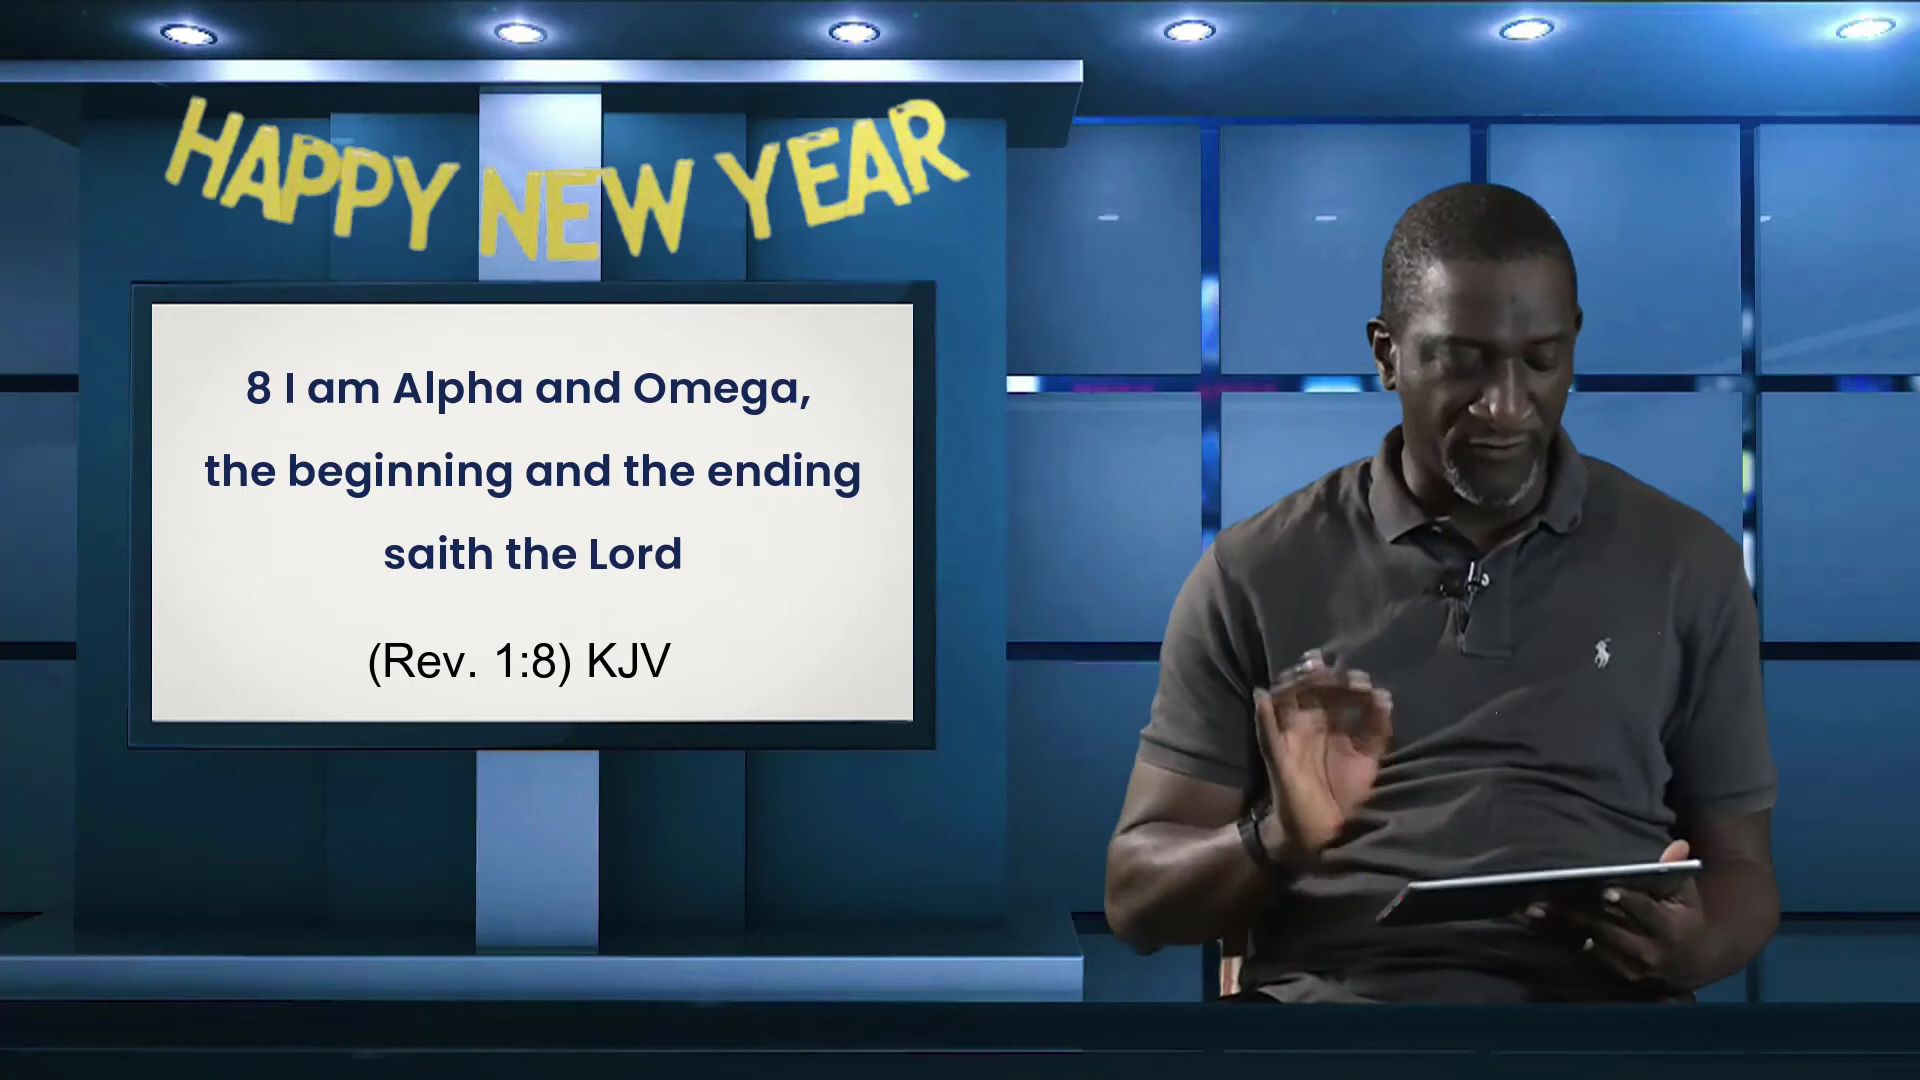 HAPPY NEW YEAR
8 I am Alpha and Omega,
the beginning and the ending
saith the Lord
(Rev. 1:8) KJV